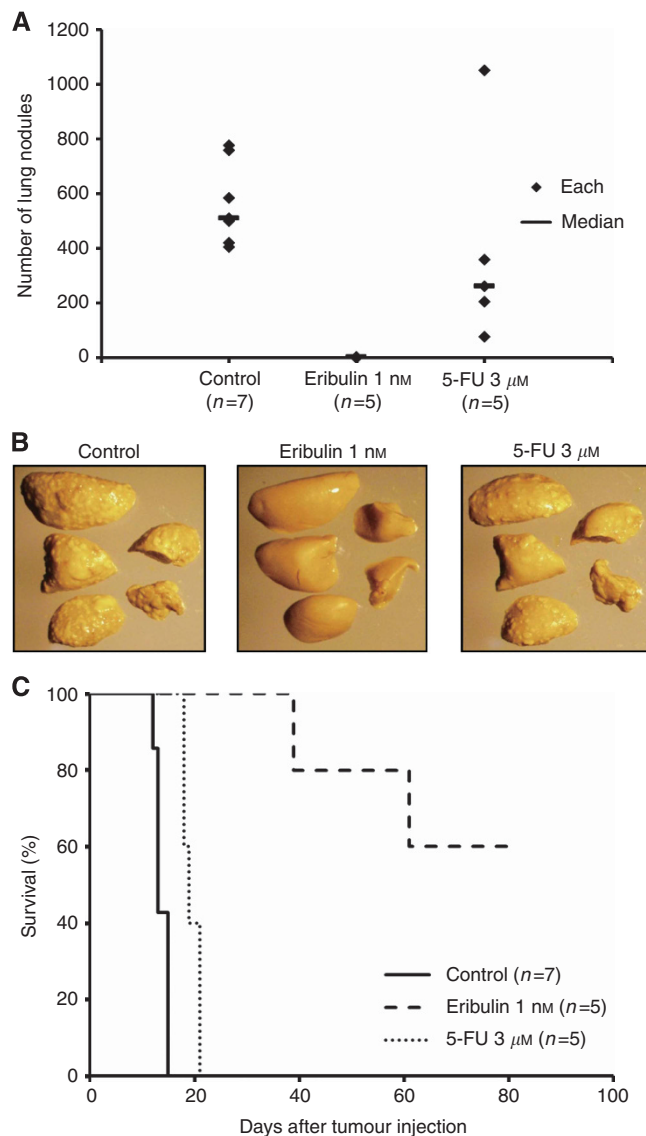 A
1200
1000
800
600
400
200
0
Number of lung nodules
Each
Median
Control
(n=7)
Eribulin 1 nM
(n=5)
5-FU 3 μM
(n=5)
B
Control
Eribulin 1 nM
5-FU 3 μM
C
100
80
60
40
20
0
Survival (%)
Control (n=7)
Eribulin 1 nM (n=5)
5-FU 3 μM (n=5)
0 20 40 60 80 100
Days after tumour injection